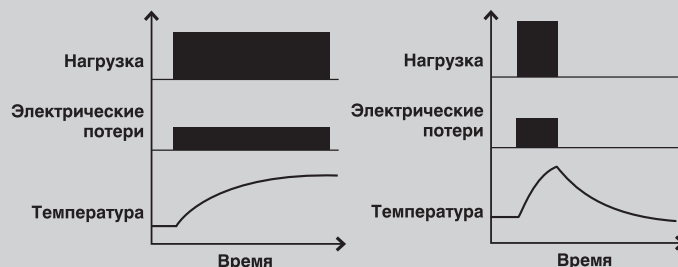 Нагрузка
Электрические
потери
Температура
Время
Нагрузка
Электрические
потери
Температура
Время